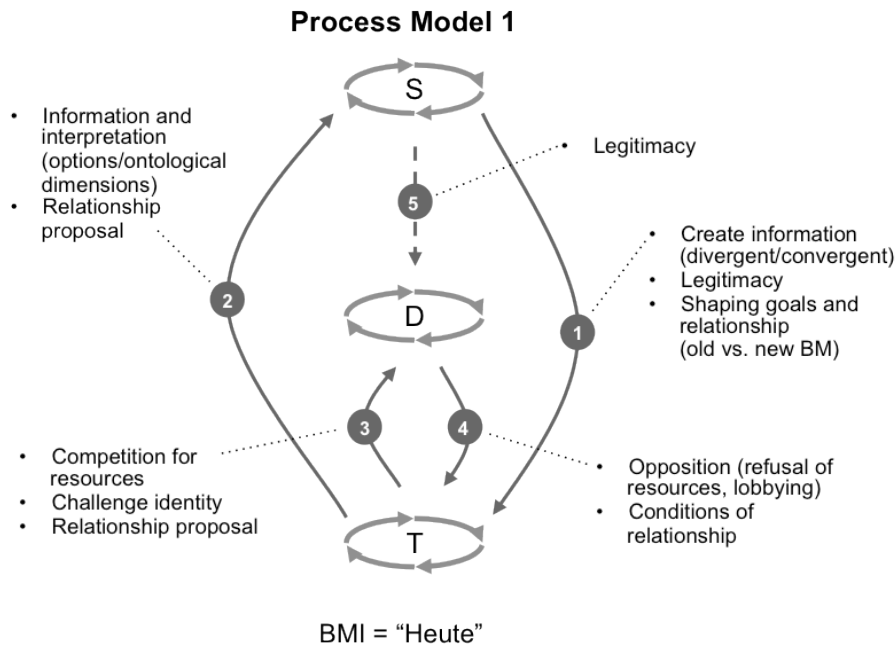 Process Model 1
S
• Information and
interpretation
(options/ontological
dimensions)
• Relationship
proposal
• Legitimacy
5
• Create information
(divergent/convergent)
• Legitimacy
• Shaping goals and
relationship
(old vs. new BM)
2
D
1
3
4
• Competition for
resources
• Challenge identity
• Relationship proposal
• Opposition (refusal of
resources, lobbying)
• Conditions of
relationship
T
BMI = “Heute”